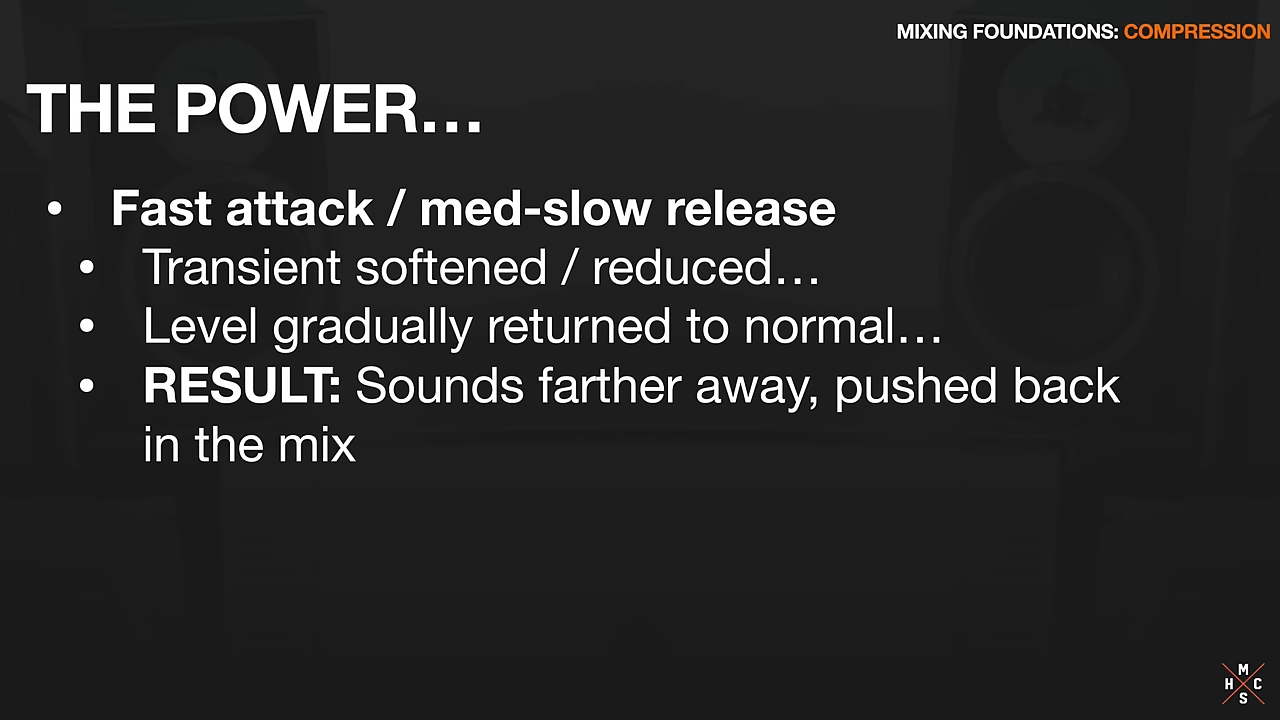 MIXING FOUNDATIONS: COMPRESSION
THE POWER…
• Fast attack / med-slow release
• Transient softened / reduced…
• Level gradually returned to normal…
• RESULT: Sounds farther away, pushed back
in the mix
M
H C
S